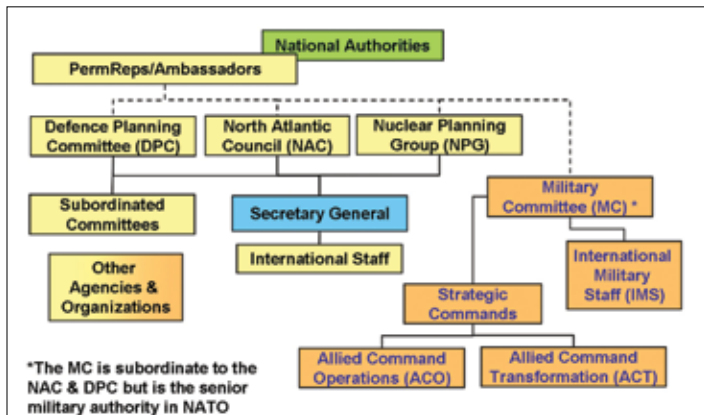 National Authorities
PermReps/Ambassadors
Defence Planning
Committee (DPC)
North Atlantic
Council (NAC)
Nuclear Planning
Group (NPG)
Subordinated
Committees
Secretary General
Military
Committee (MC) *
International Staff
International
Military
Staff (IMS)
Other
Agencies &
Organizations
Strategic
Commands
Allied Command
Operations (ACO)
Allied Command
Transformation (ACT)
*The MC is subordinate to the
NAC & DPC but is the senior
military authority in NATO